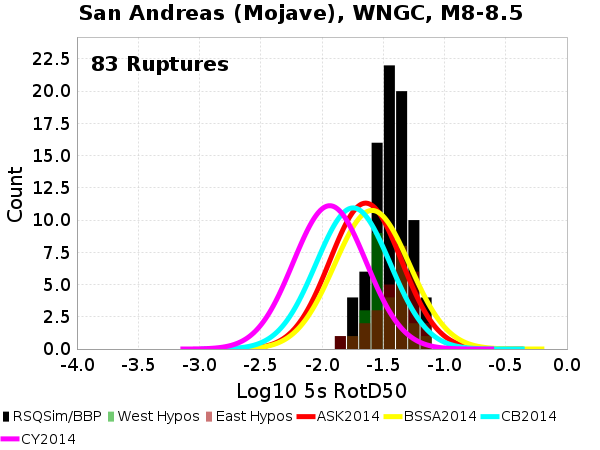 San Andreas (Mojave), WNGC, M8-8.5
83 Ruptures
Count
22.5
20.0
17.5
15.0
12.5
10.0
7.5
5.0
2.5
0.0
-4.0 -3.5 -3.0 -2.5 -2.0 -1.5 -1.0 -0.5 0.0
Log10 5s RotD50
RSQSim/BBP West Hypos East Hypos ASK2014 BSSA2014 CB2014
CY2014